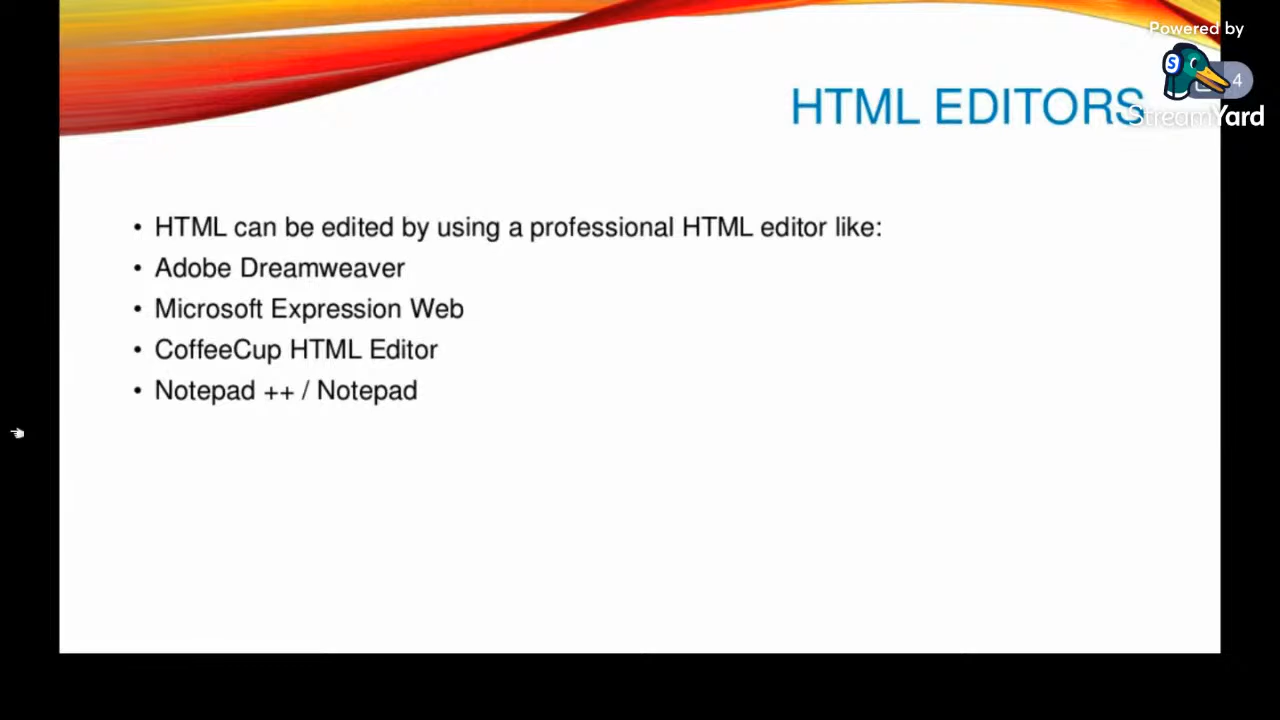 Powered by
4
StreamYard
HTML EDITORS
• HTML can be edited by using a professional HTML editor like:
• Adobe Dreamweaver
• Microsoft Expression Web
• CoffeeCup HTML Editor
• Notepad ++ / Notepad